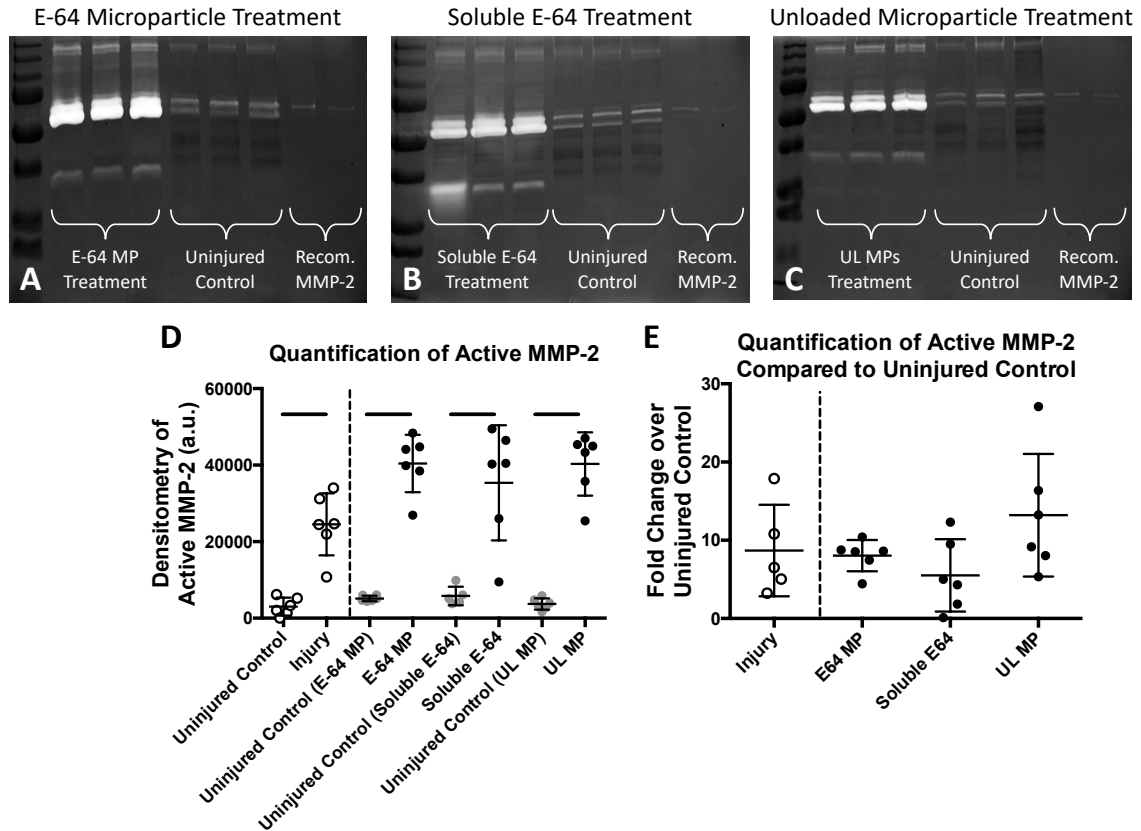 E-64 Microparticle Treatment
Soluble E-64 Treatment
Unloaded Microparticle Treatment
E-64 MP
Treatment
Uninjured
Control
Recom.
MMP-2
A
Soluble E-64
Treatment
Uninjured
Control
Recom.
MMP-2
B
UL MPs
Treatment
Uninjured
Control
Recom.
MMP-2
C
D
Quantification of Active MMP-2
Densitometry of
Active MMP-2 (a.u.)
60000
40000
20000
0
Uninjured Control
Injury
Uninjured Control (E-64 MP)
E-64 MP
Uninjured Control (Soluble E-64)
Soluble E-64
Uninjured Control (UL MP)
UL MP
E
Quantification of Active MMP-2
Compared to Uninjured Control
Fold Change over
Uninjured Control
30
20
10
0
Injury
E64 MP
Soluble E64
UL MP